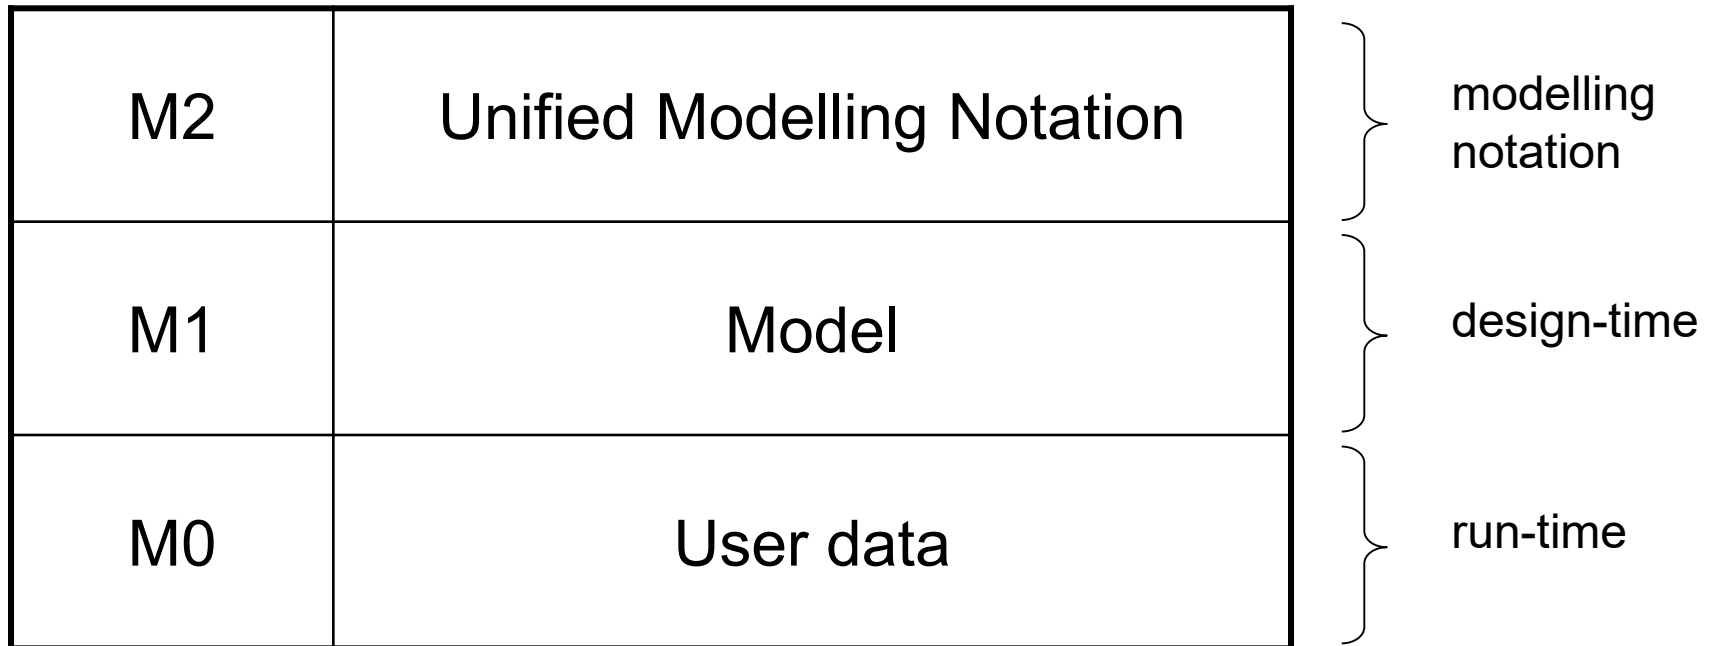 M2
Unified Modelling Notation
modelling
notation
M1
Model
design-time
M0
User data
run-time